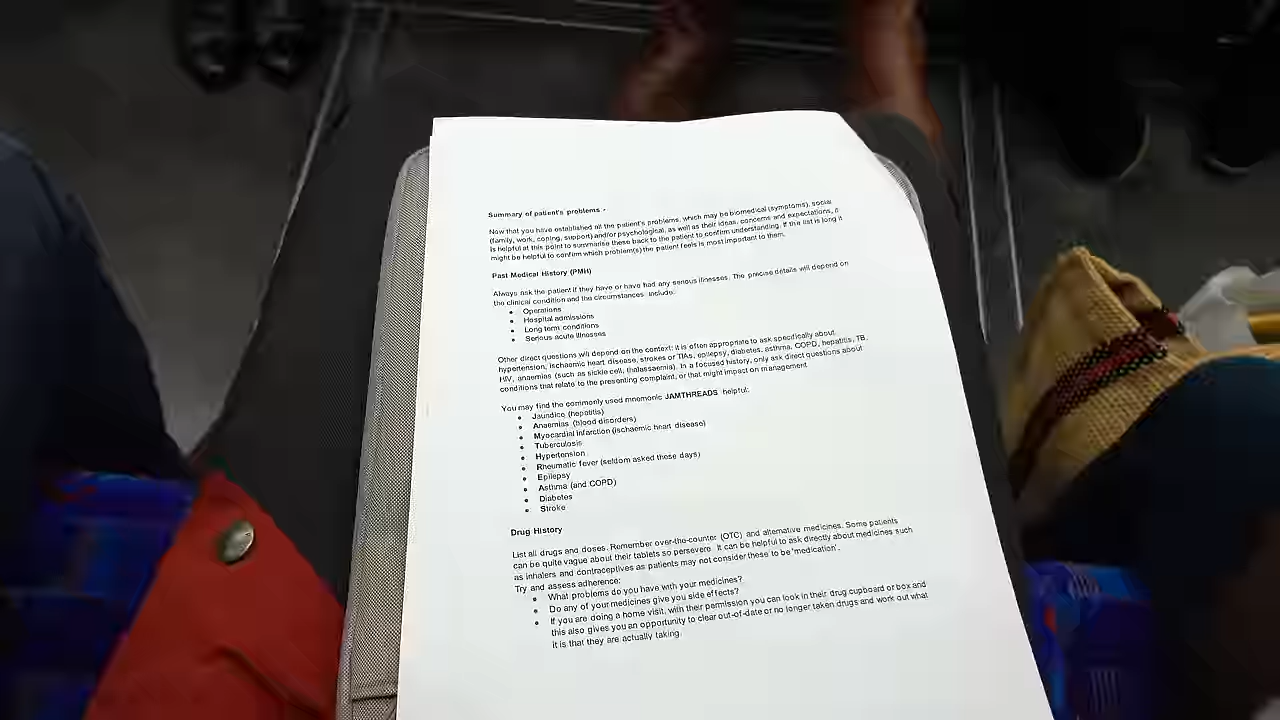 Summary of patient's problems -
Now that you have established all the patient's problems, which may be biomedical (symptoms), social
(family, work, coping, support) and/or psychological, as well as their ideas, concerns and expectations, it
is helpful at this point to summarise these back to the patient to confirm understanding. If the list is long it
might be helpful to confirm which problem(s) the patient feels is most important to them.
Past Medical History (PMH)
Always ask the patient if they have or have had any serious illnesses. The precise details will depend on
the clinical condition and the circumstances include:
• Operations
• Hospital admissions
• Long term conditions
• Serious acute illnesses
Other direct questions will depend on the context: it is often appropriate to ask specifically about
hypertension, ischaemic heart disease, strokes or TIAs, epilepsy, diabetes, asthma, COPD, hepatitis, TB,
HIV, anaemias (such as sickle cell, thalassaemia). In a focused history, only ask direct questions about
conditions that relate to the presenting complaint, or that might impact on management
You may find the commonly used mnemonic JAMTHREADS helpful:
• Jaundice (hepatitis)
• Anaemias (blood disorders)
• Myocardial infarction (ischaemic heart disease)
• Tuberculosis
• Hypertension
• Rheumatic fever (seldom asked these days)
• Epilepsy
• Asthma (and COPD)
• Diabetes
• Stroke
Drug History
List all drugs and doses. Remember over-the-counter (OTC) and alternative medicines. Some patients
can be quite vague about their tablets so persevere. It can be helpful to ask directly about medicines such
as inhalers and contraceptives as patients may not consider these to be 'medication'.
Try and assess adherence:
• What problems do you have with your medicines?
• Do any of your medicines give you side effects?
• If you are doing a home visit, with their permission you can look in their drug cupboard or box and
this also gives you an opportunity to clear out-of-date or no longer taken drugs and work out what
it is that they are actually taking.